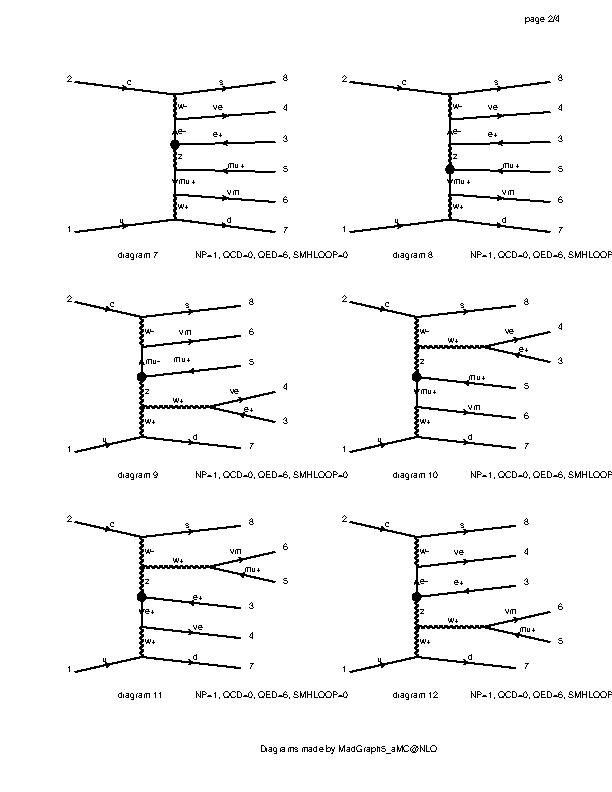 page 2/4
2 c s 8
w- ve 4
e- e+ 3
z mu+ 5
mu+ vm 6
w+
1 u d 7
diagram 7 NP=1, QCD=0, QED=6, SMHLOOP=0
2 c s 8
w- ve 4
e- e+ 3
z mu+ 5
mu+ vm 6
w+
1 u d 7
diagram 8 NP=1, QCD=0, QED=6, SMHLOOP
2 c s 8
w- vm 6
mu- mu+ 5
z w+ ve 4
e+ 3
w+
1 u d 7
diagram 9 NP=1, QCD=0, QED=6, SMHLOOP=0
2 c s 8
w- w+ ve 4
e+ 3
z mu+ 5
mu+ vm 6
w+
1 u d 7
diagram 10 NP=1, QCD=0, QED=6, SMHLOOP
2 c s 8
w- w+ vm 6
mu+ 5
z e+ 3
e+ ve 4
w+
1 u d 7
diagram 11 NP=1, QCD=0, QED=6, SMHLOOP=0
2 c s 8
w- ve 4
e- e+ 3
z w+ vm 6
mu+ 5
w+
1 u d 7
diagram 12 NP=1, QCD=0, QED=6, SMHLOOP
Diagrams made by MadGraph5_aMC@NLO